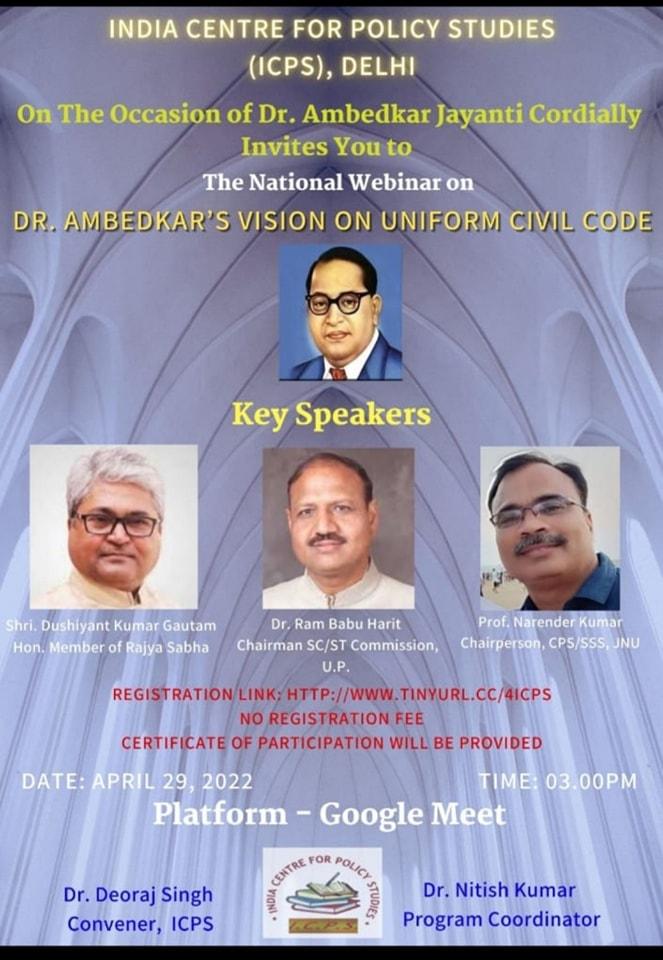 INDIA CENTRE FOR POLICY STUDIES
(ICPS), DELHI
On The Occasion of Dr. Ambedkar Jayanti Cordially
Invites You to
The National Webinar on
DR. AMBEDKAR'S VISION ON UNIFORM CIVIL CODE
Key Speakers
Shri. Dushiyant Kumar Gautam
Hon. Member of Rajya Sabha
Dr. Ram Babu Harit
Chairman SC/ST Commission,
U.P.
Prof. Narender Kumar
Chairperson, CPS/SSS, JNU
REGISTRATION LINK: HTTP://WWW.TINYURL.CC/4ICPS
NO REGISTRATION FEE
CERTIFICATE OF PARTICIPATION WILL BE PROVIDED
DATE: APRIL 29, 2022
TIME: 03.00PM
Platform - Google Meet
Dr. Deoraj Singh
Convener, ICPS
INDIA CENTRE FOR POLICY STUDIES
I.C.P.S.
Dr. Nitish Kumar
Program Coordinator